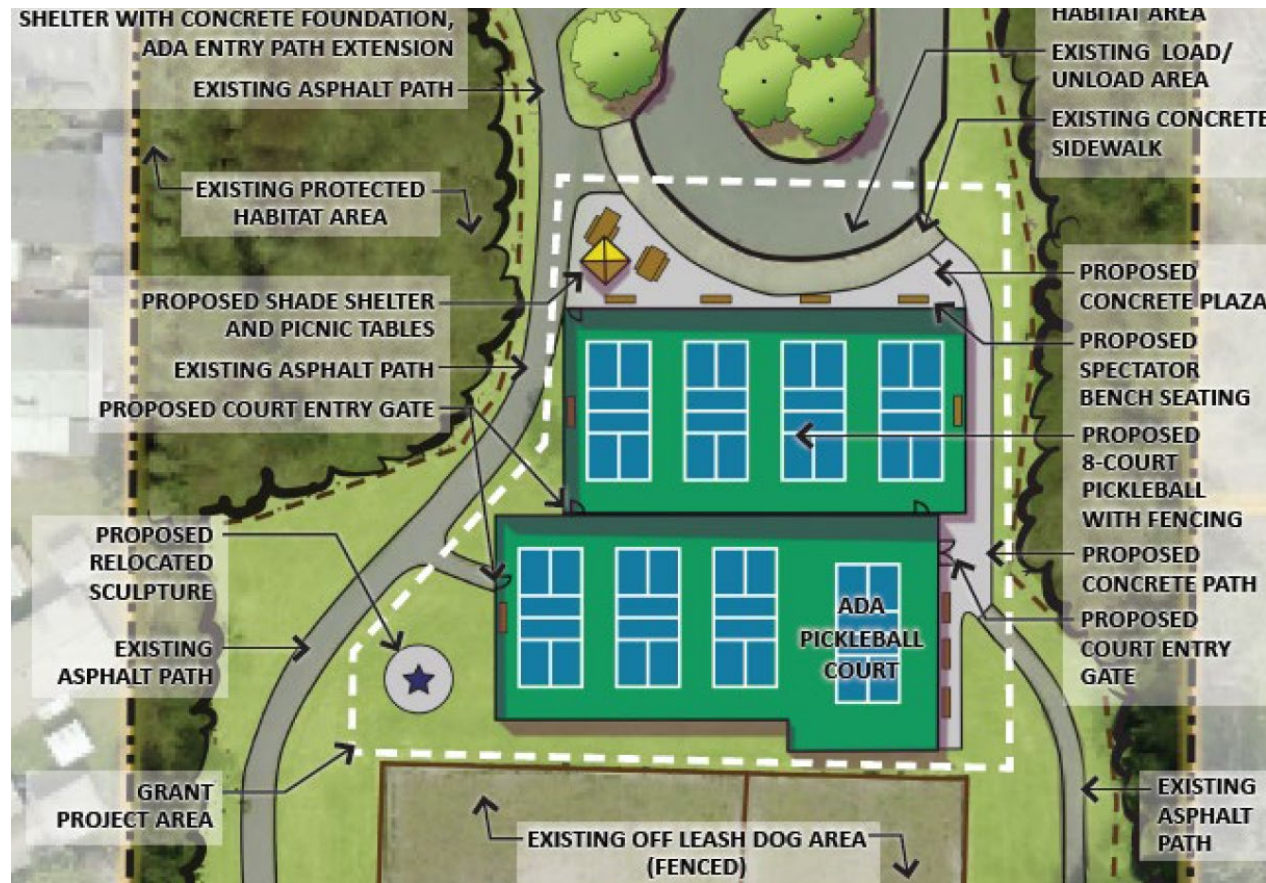 SHELTER WITH CONCRETE FOUNDATION,
ADA ENTRY PATH EXTENSION
EXISTING ASPHALT PATH
EXISTING PROTECTED
HABITAT AREA
PROPOSED SHADE SHELTER
AND PICNIC TABLES
EXISTING ASPHALT PATH
PROPOSED COURT ENTRY GATE
PROPOSED
RELOCATED
SCULPTURE
EXISTING
ASPHALT PATH
GRANT
PROJECT AREA
HABITAT AREA
EXISTING LOAD/
UNLOAD AREA
EXISTING CONCRETE
SIDEWALK
PROPOSED
CONCRETE PLAZA
PROPOSED
SPECTATOR
BENCH SEATING
PROPOSED
8-COURT
PICKLEBALL
WITH FENCING
PROPOSED
CONCRETE PATH
PROPOSED
COURT ENTRY
GATE
EXISTING
ASPHALT
PATH
ADA
PICKLEBALL
COURT
EXISTING OFF LEASH DOG AREA
(FENCED)